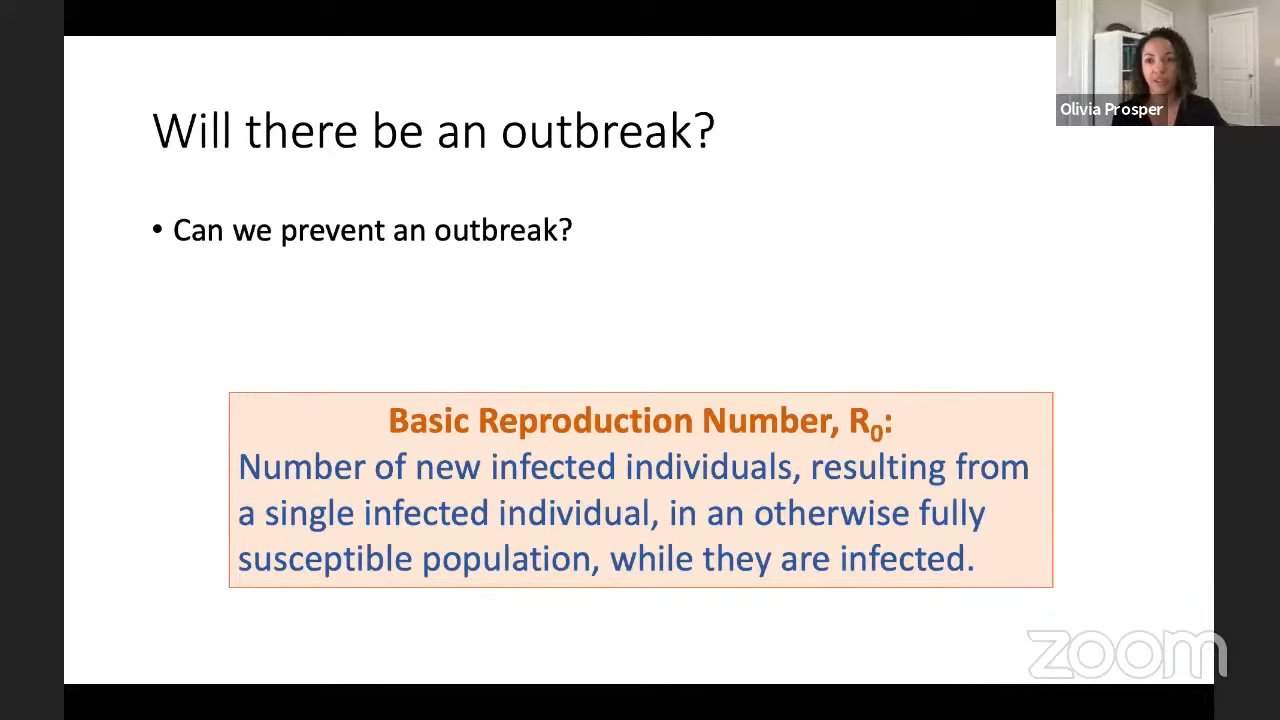 Olivia Prosper
Will there be an outbreak?
• Can we prevent an outbreak?
Basic Reproduction Number, R₀:
Number of new infected individuals, resulting from
a single infected individual, in an otherwise fully
susceptible population, while they are infected.
zoom